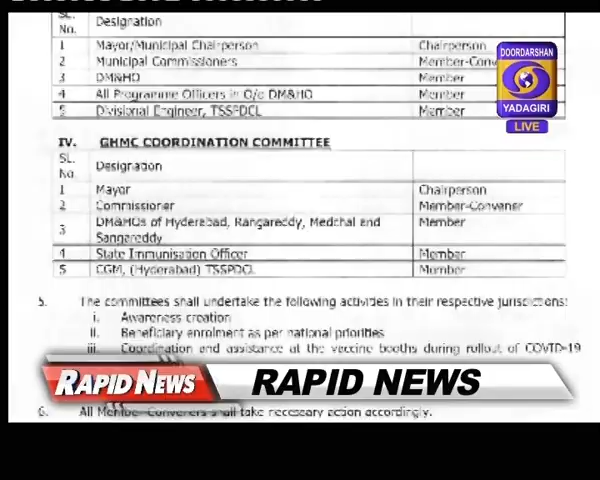 SL. Designation
No.
1 Mayor/Municipal Chairperson Chairperson
2 Municipal Commissioners
3 DM&HO Member
4 All Programme Officers in O/o DM&HO Member
5 Divisional Engineer, TSSPDCL Member
DOORDARSHAN
YADAGIRI
LIVE
IV. GHMC COORDINATION COMMITTEE
SL. Designation
No.
1 Mayor Chairperson
2 Commissioner Member-Convener
3 DM&HOs of Hyderabad, Rangareddy, Medchal and Member
Sangareddy
4 State Immunisation Officer Member
5 CGM, (Hyderabad) TSSPDCL Member
5. The committees shall undertake the following activities in their respective jurisdictions:
i. Awareness creation
ii. Beneficiary enrolment as per national priorities
iii. Coordination and assistance at the vaccine booths during rollout of COVID-19
RAPID NEWS RAPID NEWS
6. All Member Conveners shall take necessary action accordingly.